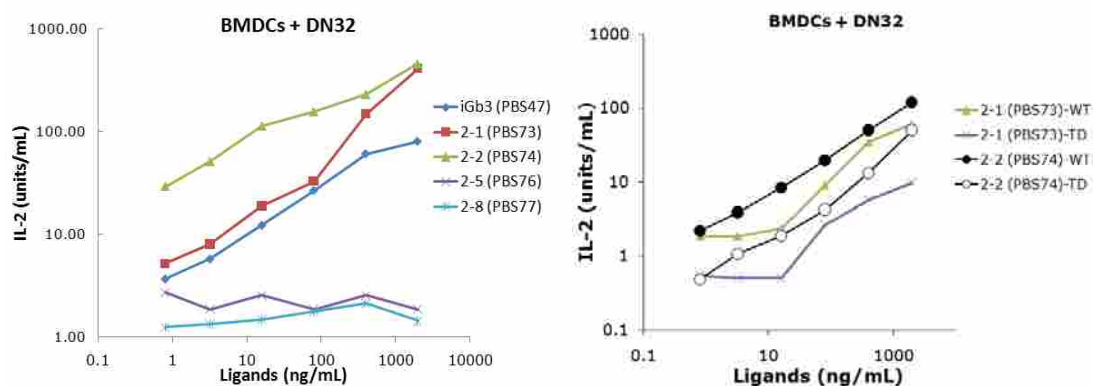 BMDCs + DN32
1000.00
100.00
10.00
1.00
IL-2 (units/mL)
0.1
1
10
100
1000
10000
Ligands (ng/mL)
iGb3 (PBS47)
2-1 (PBS73)
2-2 (PBS74)
2-5 (PBS76)
2-8 (PBS77)
BMDCs + DN32
1000
100
10
1
0.1
IL-2 (units/mL)
0.1
10
1000
Ligands (ng/mL)
2-1 (PBS73)-WT
2-1 (PBS73)-TD
2-2 (PBS74)-WT
2-2 (PBS74)-TD